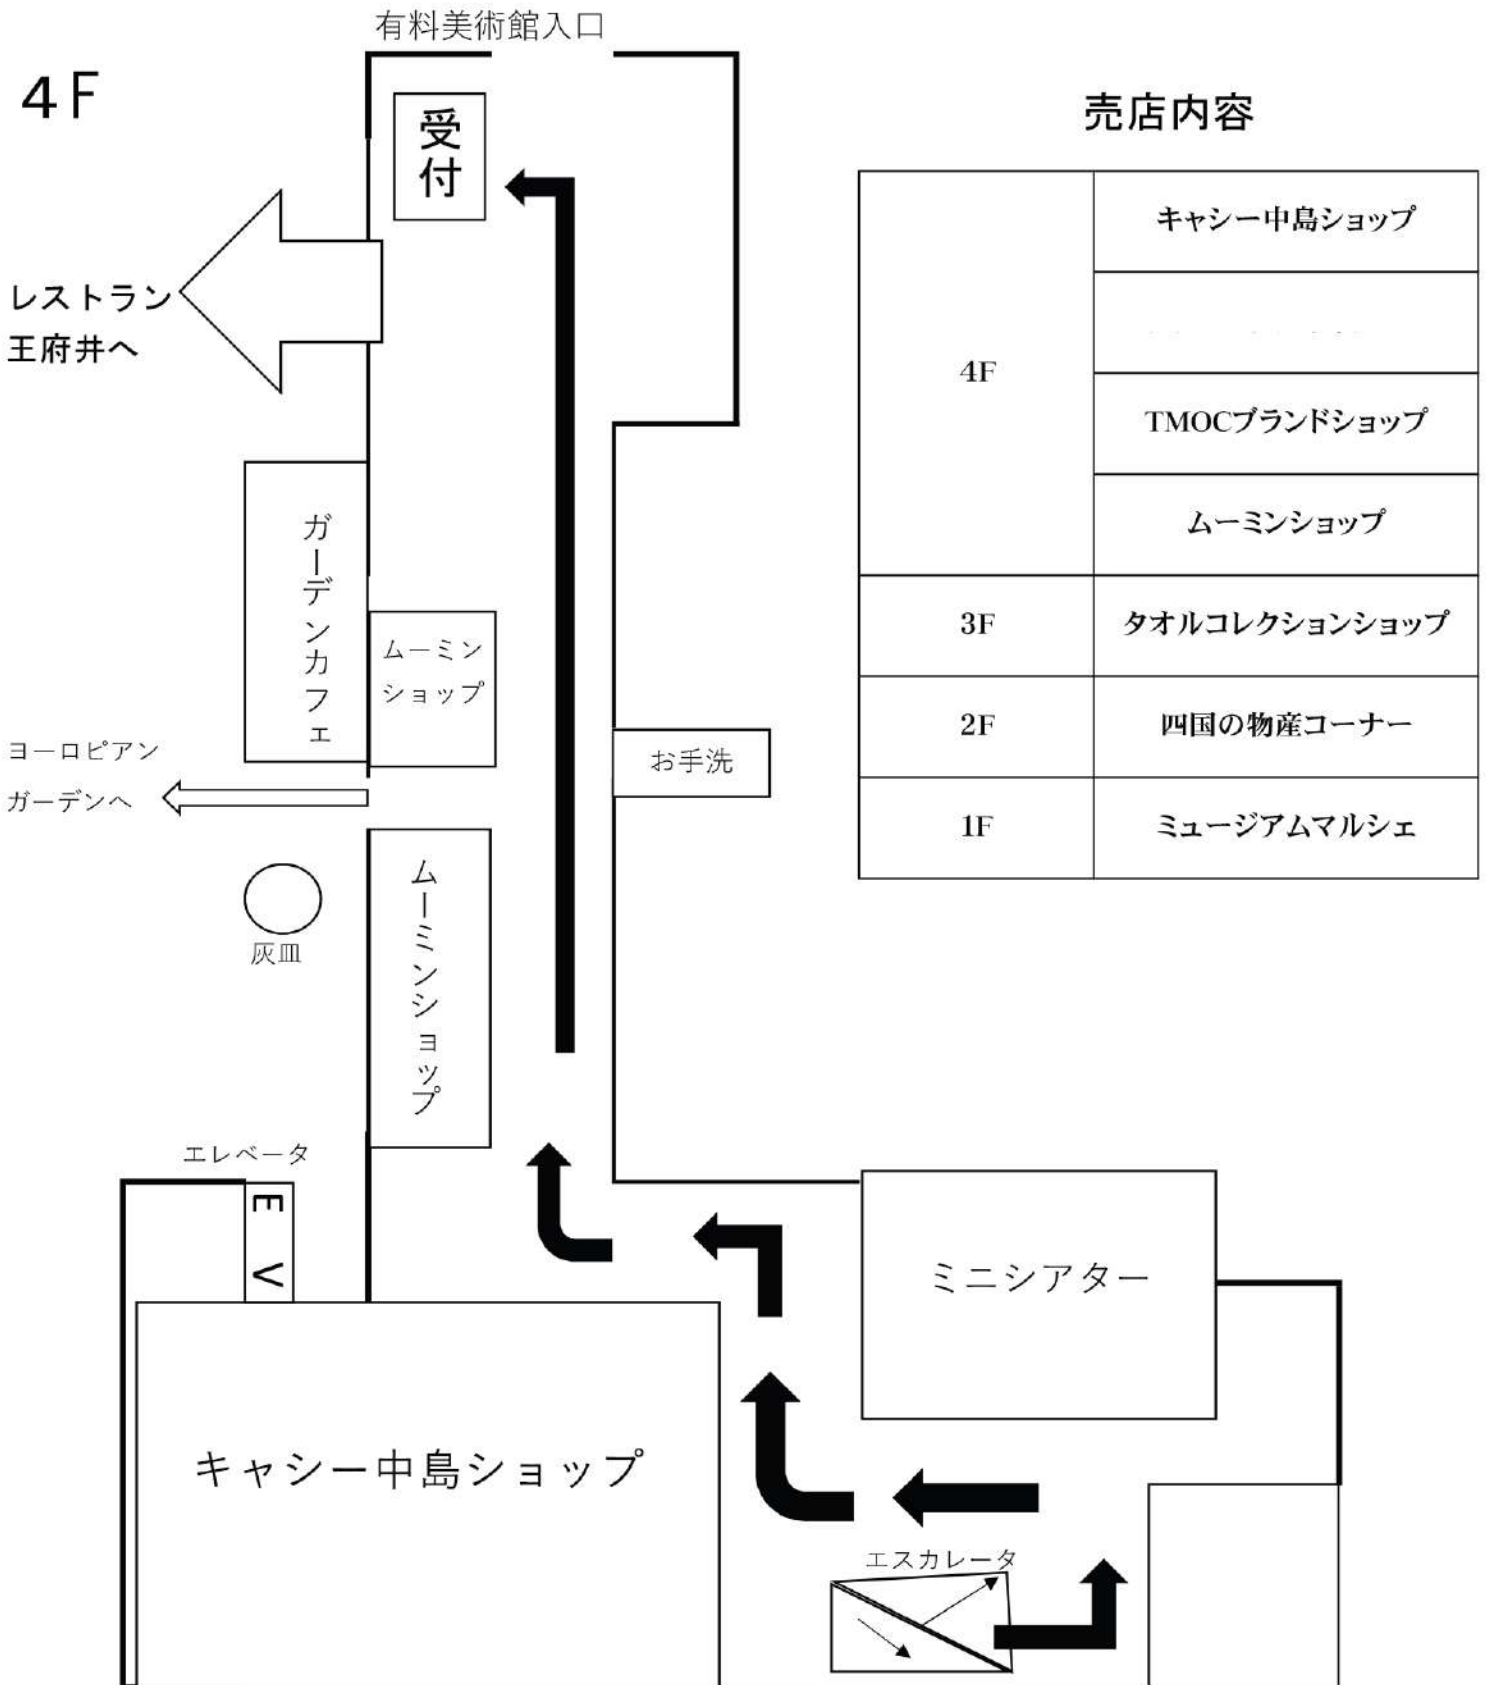 有料美術館入口
4F
受付
レストラン
王府井へ
ガーデンカフェ
ムーミン
ショップ
ヨーロピアン
ガーデンへ
お手洗
灰皿
ムーミンショップ
エレベータ
EV
ミニシアター
キャシー中島ショップ
エスカレータ
売店内容
4F
キャシー中島ショップ
TMOCブランドショップ
ムーミンショップ
3F
タオルコレクションショップ
2F
四国の物産コーナー
1F
ミュージアムマルシェ